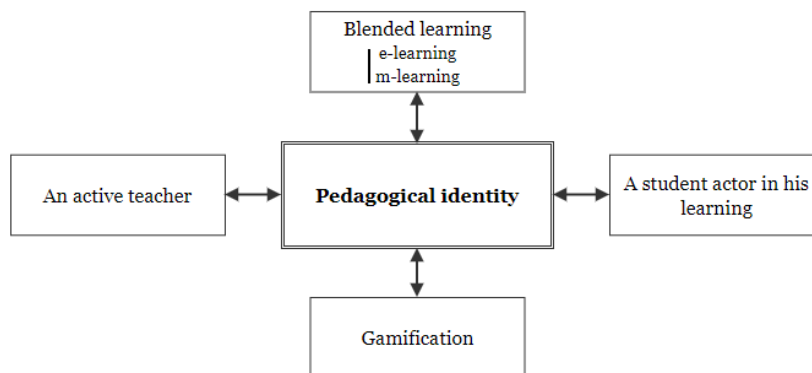 Blended learning
e-learning
m-learning
An active teacher
Pedagogical identity
A student actor in his
learning
Gamification